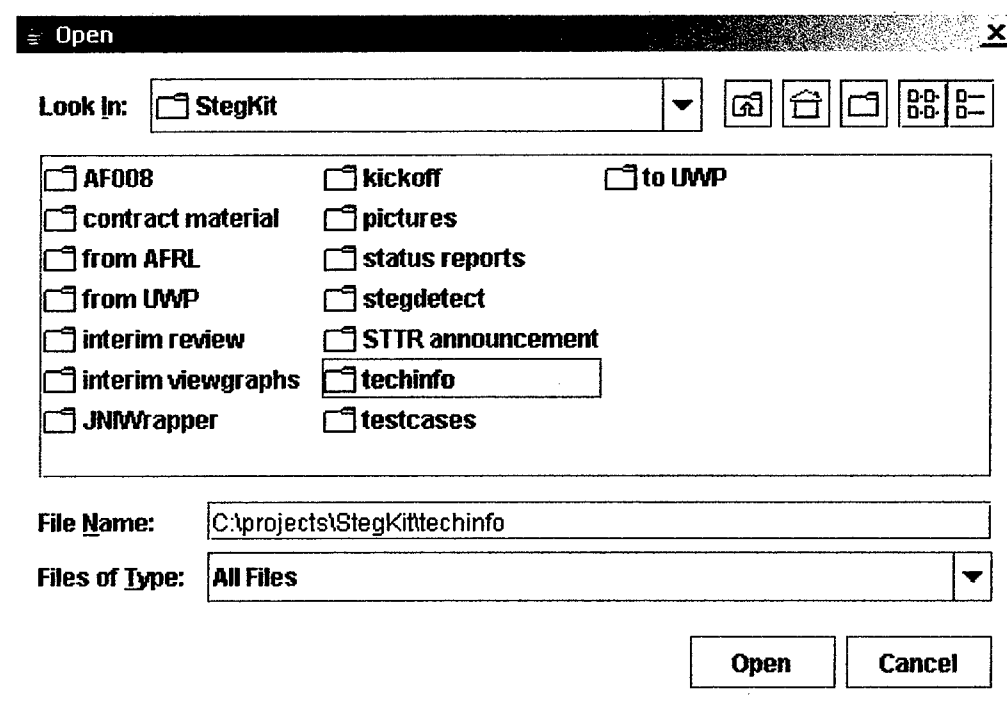 Open
Look In: StegKit
AF008
contract material
from AFRL
from UWP
interim review
interim viewgraphs
JNIWrapper
kickoff
pictures
status reports
stegdetect
STTR announcement
techinfo
testcases
to UWP
File Name: C:\projects\StegKit\techinfo
Files of Type: All Files
Open Cancel